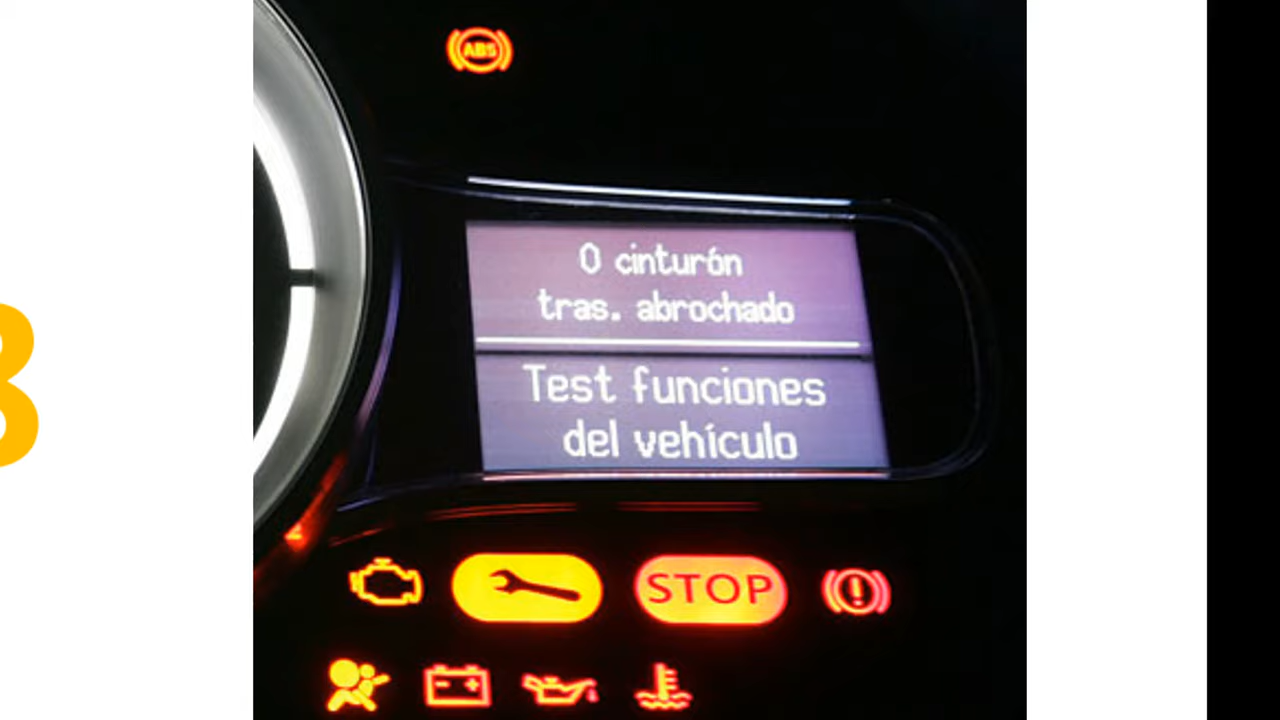 ABS
0 cinturón
tras. abrochado
Test funciones
del vehículo
STOP